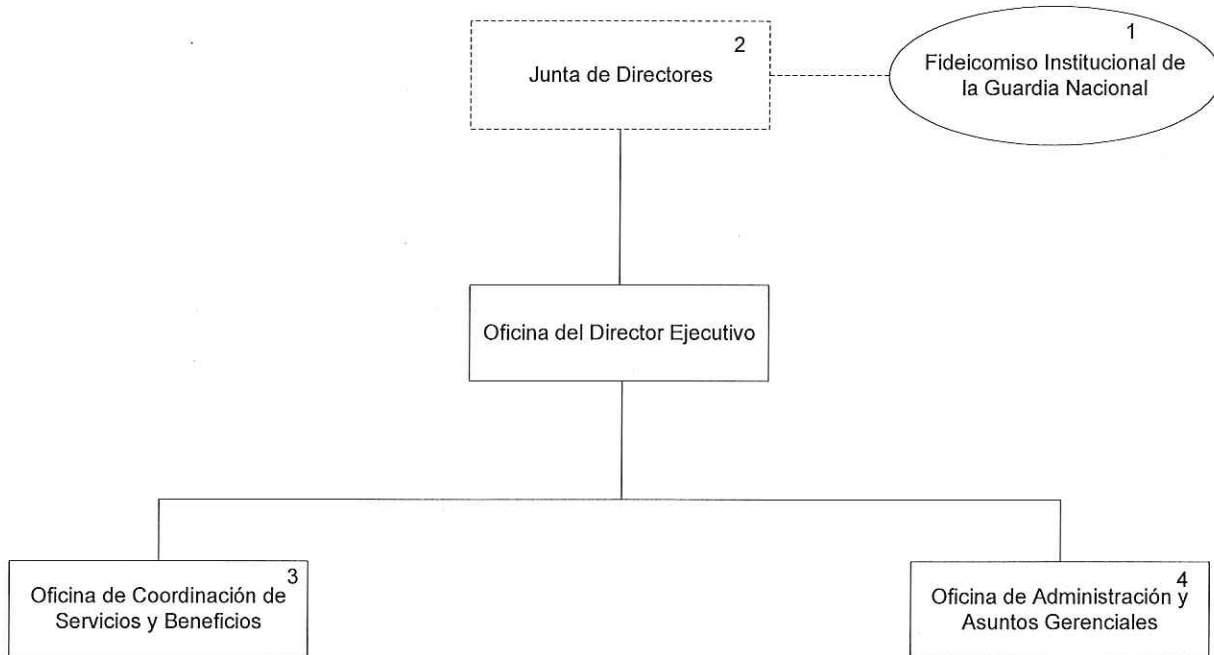 2
Junta de Directores
1
Fideicomiso Institucional de
la Guardia Nacional
Oficina del Director Ejecutivo
3
Oficina de Coordinación de
Servicios y Beneficios
4
Oficina de Administración y
Asuntos Gerenciales